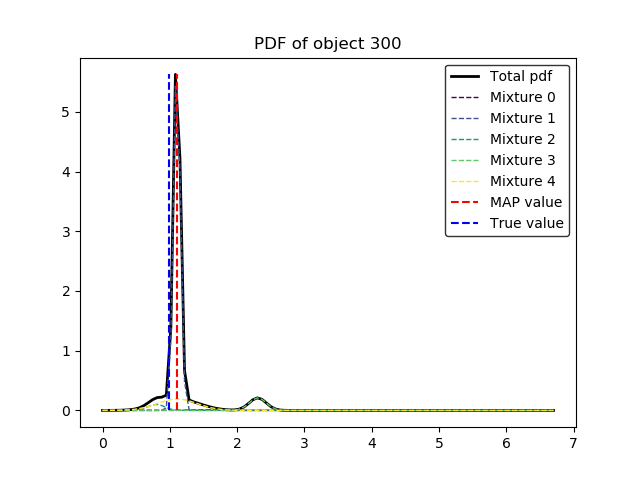 PDF of object 300
Total pdf
Mixture 0
Mixture 1
Mixture 2
Mixture 3
Mixture 4
MAP value
True value
5
4
3
2
1
0
0 1 2 3 4 5 6 7